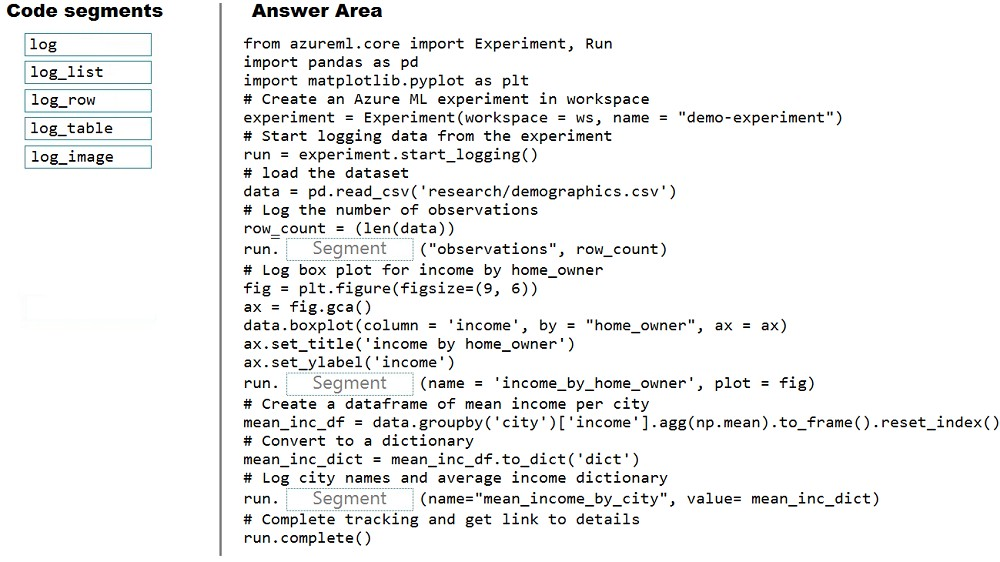 Code segments
log
log_list
log_row
log_table
log_image
Answer Area
from azureml.core import Experiment, Run
import pandas as pd
import matplotlib.pyplot as plt
# Create an Azure ML experiment in workspace
experiment = Experiment(workspace = ws, name = "demo-experiment")
# Start logging data from the experiment
run = experiment.start_logging()
# load the dataset
data = pd.read_csv('research/demographics.csv')
# Log the number of observations
row_count = (len(data))
run. Segment ("observations", row_count)
# Log box plot for income by home_owner
fig = plt.figure(figsize=(9, 6))
ax = fig.gca()
data.boxplot(column = 'income', by = "home_owner", ax = ax)
ax.set_title('income by home_owner')
ax.set_ylabel('income')
run. Segment (name = 'income_by_home_owner', plot = fig)
# Create a dataframe of mean income per city
mean_inc_df = data.groupby('city')['income'].agg(np.mean).to_frame().reset_index()
# Convert to a dictionary
mean_inc_dict = mean_inc_df.to_dict('dict')
# Log city names and average income dictionary
run. Segment (name="mean_income_by_city", value= mean_inc_dict)
# Complete tracking and get link to details
run.complete()